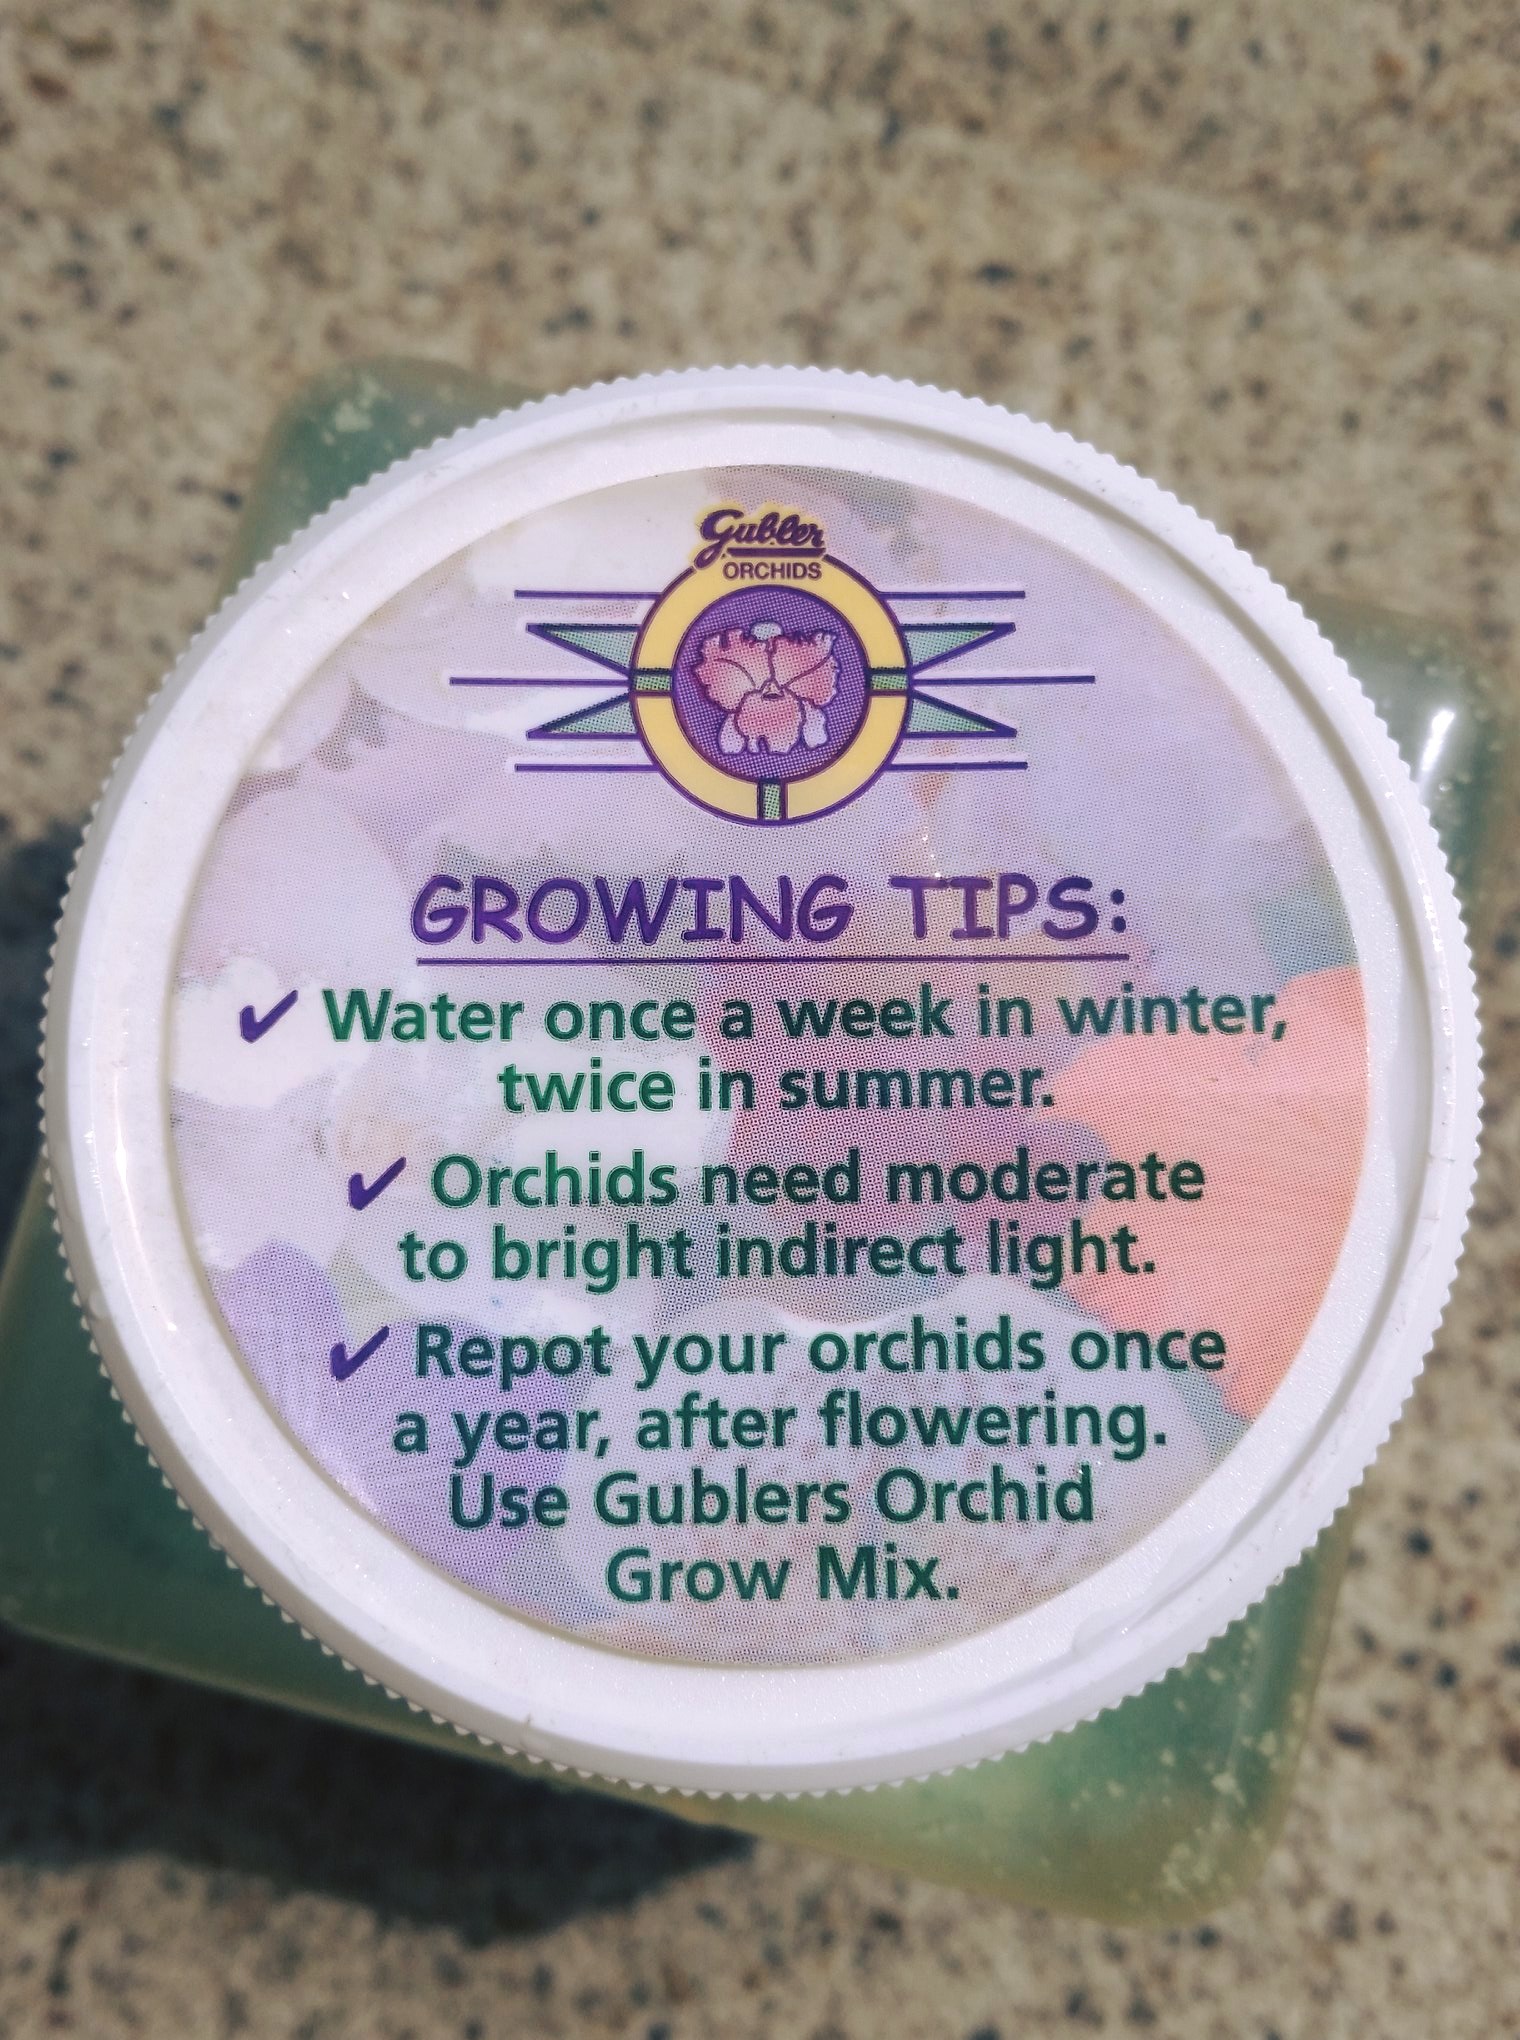 Gubler
ORCHIDS
GROWING TIPS:
✔ Water once a week in winter,
twice in summer.
✔ Orchids need moderate
to bright indirect light.
✔ Repot your orchids once
a year, after flowering.
Use Gublers Orchid
Grow Mix.